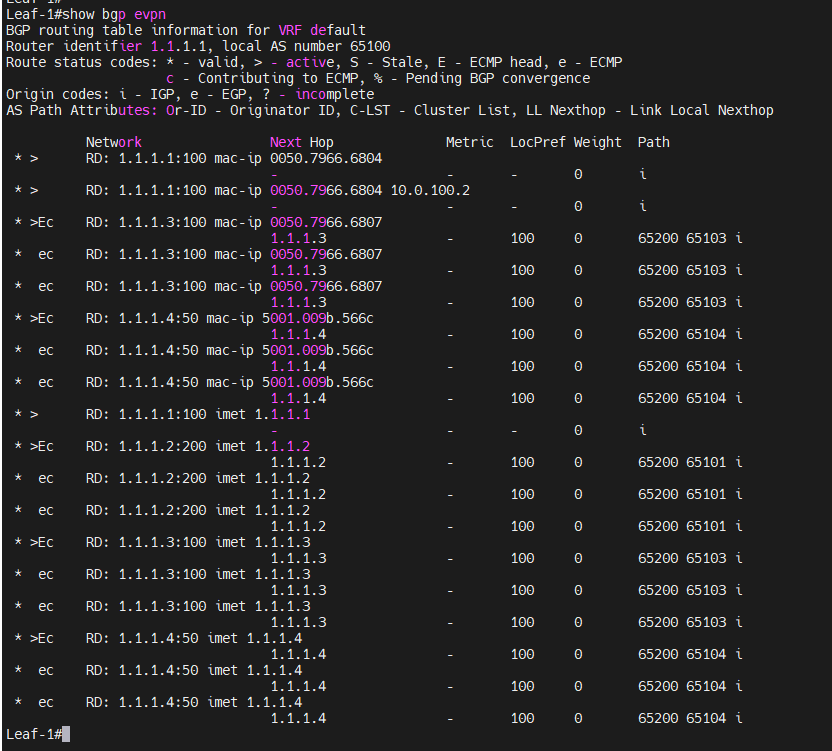 Leaf-1#
Leaf-1#show bgp evpn
BGP routing table information for VRF default
Router identifier 1.1.1.1, local AS number 65100
Route status codes: * - valid, > - active, S - Stale, E - ECMP head, e - ECMP
                    c - Contributing to ECMP, % - Pending BGP convergence
Origin codes: i - IGP, e - EGP, ? - incomplete
AS Path Attributes: Or-ID - Originator ID, C-LST - Cluster List, LL Nexthop - Link Local Nexthop

          Network                Next Hop              Metric  LocPref Weight  Path
 * >      RD: 1.1.1.1:100 mac-ip 0050.7966.6804
                                 -                     -       -       0       i
 * >      RD: 1.1.1.1:100 mac-ip 0050.7966.6804 10.0.100.2
                                 -                     -       -       0       i
 * >Ec    RD: 1.1.1.3:100 mac-ip 0050.7966.6807
                                 1.1.1.3               -       100     0       65200 65103 i
 *  ec    RD: 1.1.1.3:100 mac-ip 0050.7966.6807
                                 1.1.1.3               -       100     0       65200 65103 i
 *  ec    RD: 1.1.1.3:100 mac-ip 0050.7966.6807
                                 1.1.1.3               -       100     0       65200 65103 i
 * >Ec    RD: 1.1.1.4:50 mac-ip 5001.009b.566c
                                 1.1.1.4               -       100     0       65200 65104 i
 *  ec    RD: 1.1.1.4:50 mac-ip 5001.009b.566c
                                 1.1.1.4               -       100     0       65200 65104 i
 *  ec    RD: 1.1.1.4:50 mac-ip 5001.009b.566c
                                 1.1.1.4               -       100     0       65200 65104 i
 * >      RD: 1.1.1.1:100 imet 1.1.1.1
                                 -                     -       -       0       i
 * >Ec    RD: 1.1.1.2:200 imet 1.1.1.2
                                 1.1.1.2               -       100     0       65200 65101 i
 *  ec    RD: 1.1.1.2:200 imet 1.1.1.2
                                 1.1.1.2               -       100     0       65200 65101 i
 *  ec    RD: 1.1.1.2:200 imet 1.1.1.2
                                 1.1.1.2               -       100     0       65200 65101 i
 * >Ec    RD: 1.1.1.3:100 imet 1.1.1.3
                                 1.1.1.3               -       100     0       65200 65103 i
 *  ec    RD: 1.1.1.3:100 imet 1.1.1.3
                                 1.1.1.3               -       100     0       65200 65103 i
 *  ec    RD: 1.1.1.3:100 imet 1.1.1.3
                                 1.1.1.3               -       100     0       65200 65103 i
 * >Ec    RD: 1.1.1.4:50 imet 1.1.1.4
                                 1.1.1.4               -       100     0       65200 65104 i
 *  ec    RD: 1.1.1.4:50 imet 1.1.1.4
                                 1.1.1.4               -       100     0       65200 65104 i
 *  ec    RD: 1.1.1.4:50 imet 1.1.1.4
                                 1.1.1.4               -       100     0       65200 65104 i
Leaf-1#